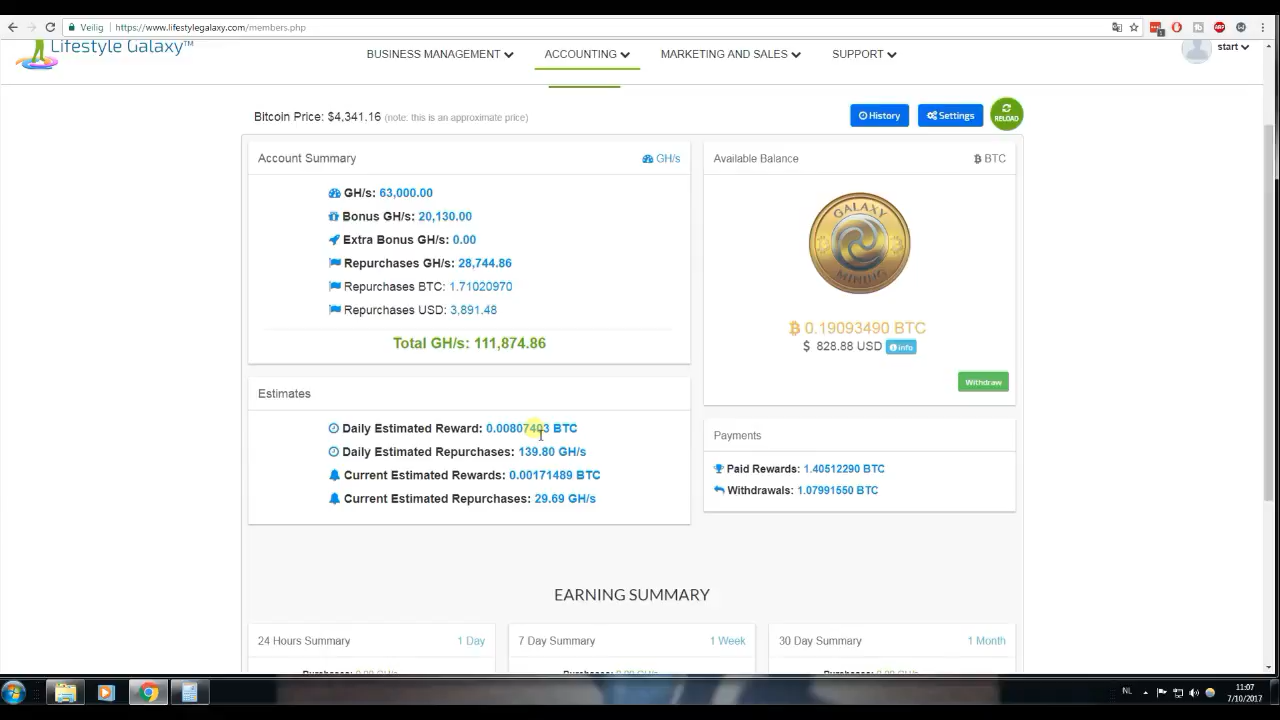 Veilig
https://www.lifestylegalaxy.com/members.php
Lifestyle Galaxy™
BUSINESS MANAGEMENT
ACCOUNTING
MARKETING AND SALES
SUPPORT
start
Bitcoin Price: $4,341.16 (note: this is an approximate price)
History
Settings
RELOAD
Account Summary
GH/s
GH/s: 63,000.00
Bonus GH/s: 20,130.00
Extra Bonus GH/s: 0.00
Repurchases GH/s: 28,744.86
Repurchases BTC: 1.71020970
Repurchases USD: 3,891.48
Total GH/s: 111,874.86
Available Balance
BTC
GALAXY
MINING
0.19093490 BTC
$ 828.88 USD
info
Withdraw
Estimates
Daily Estimated Reward: 0.00807403 BTC
Daily Estimated Repurchases: 139.80 GH/s
Current Estimated Rewards: 0.00171489 BTC
Current Estimated Repurchases: 29.69 GH/s
Payments
Paid Rewards: 1.40512290 BTC
Withdrawals: 1.07991550 BTC
EARNING SUMMARY
24 Hours Summary
1 Day
7 Day Summary
1 Week
30 Day Summary
1 Month
NL
11:07
7/10/2017